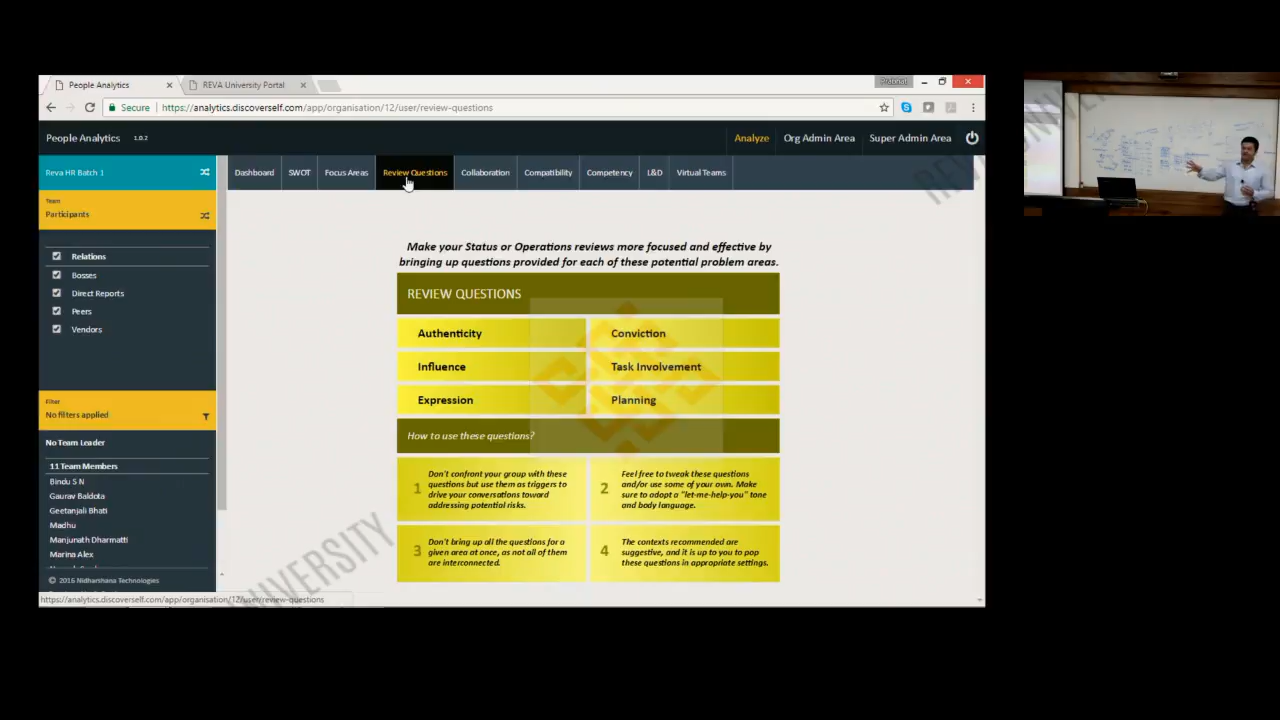 People Analytics
REVA University Portal
Prabhat
Secure
https://analytics.discoverself.com/app/organisation/12/user/review-questions
People Analytics 1.0.2
Analyze
Org Admin Area
Super Admin Area
Reva HR Batch 1
Dashboard
SWOT
Focus Areas
Review Questions
Collaboration
Compatibility
Competency
L&D
Virtual Teams
Team
Participants
Relations
Bosses
Direct Reports
Peers
Vendors
Filter
No filters applied
No Team Leader
11 Team Members
Bindu S N
Gaurav Baldota
Geetanjali Bhati
Madhu
Manjunath Dharmatti
Marina Alex
© 2016 Nidharshana Technologies
https://analytics.discoverself.com/app/organisation/12/user/review-questions
Make your Status or Operations reviews more focused and effective by
bringing up questions provided for each of these potential problem areas.
REVIEW QUESTIONS
Authenticity
Conviction
Influence
Task Involvement
Expression
Planning
How to use these questions?
1
Don't confront your group with these
questions but use them as triggers to
drive your conversations toward
addressing potential risks.
2
Feel free to tweak these questions
and/or use some of your own. Make
sure to adopt a "let-me-help-you" tone
and body language.
3
Don't bring up all the questions for a
given area at once, as not all of them
are interconnected.
4
The contexts recommended are
suggestive, and it is up to you to pop
these questions in appropriate settings.